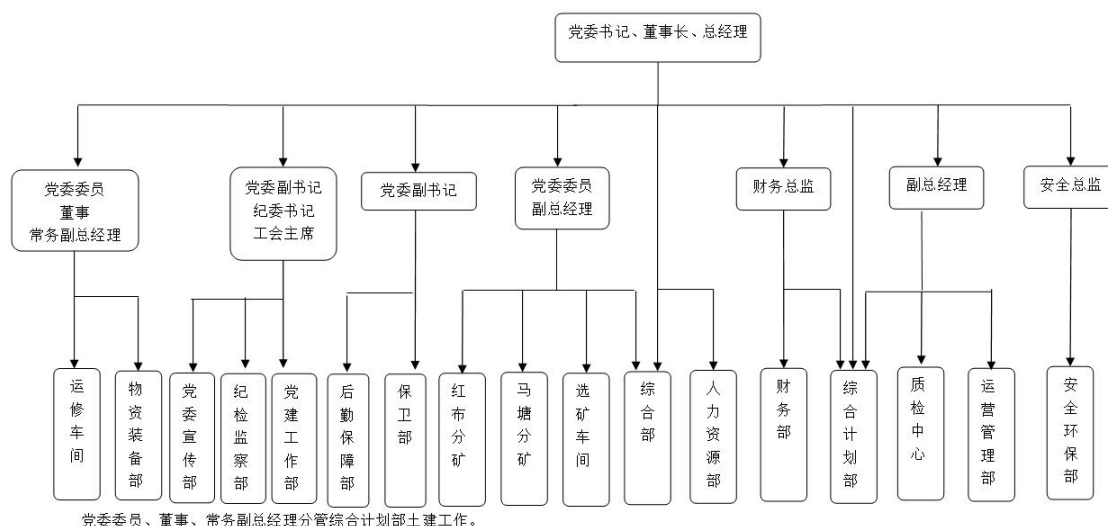 党委书记、董事长、总经理
党委委员
董事
常务副总经理
党委副书记
纪委书记
工会主席
党委副书记
党委委员
副总经理
财务总监
副总经理
安全总监
运修车间
物资装备部
党委宣传部
纪检监察部
党建工作部
后勤保障部
保卫部
红布分矿
马塘分矿
选矿车间
综合部
人力资源部
财务部
综合计划部
质检中心
运营管理部
安全环保部
党委委员、董事、常务副总经理分管综合计划部土建工作。